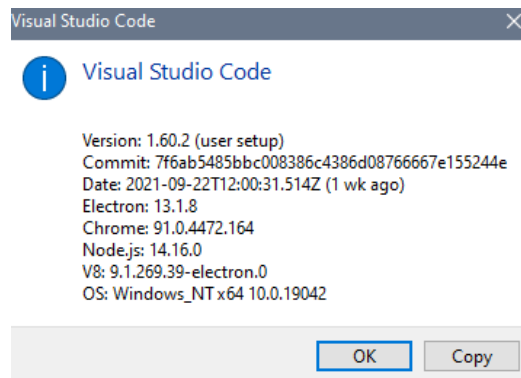 Visual Studio Code
Visual Studio Code
Version: 1.60.2 (user setup)
Commit: 7f6ab5485bbc008386c4386d08766667e155244e
Date: 2021-09-22T12:00:31.514Z (1 wk ago)
Electron: 13.1.8
Chrome: 91.0.4472.164
Node.js: 14.16.0
V8: 9.1.269.39-electron.0
OS: Windows_NT x64 10.0.19042
OK Copy